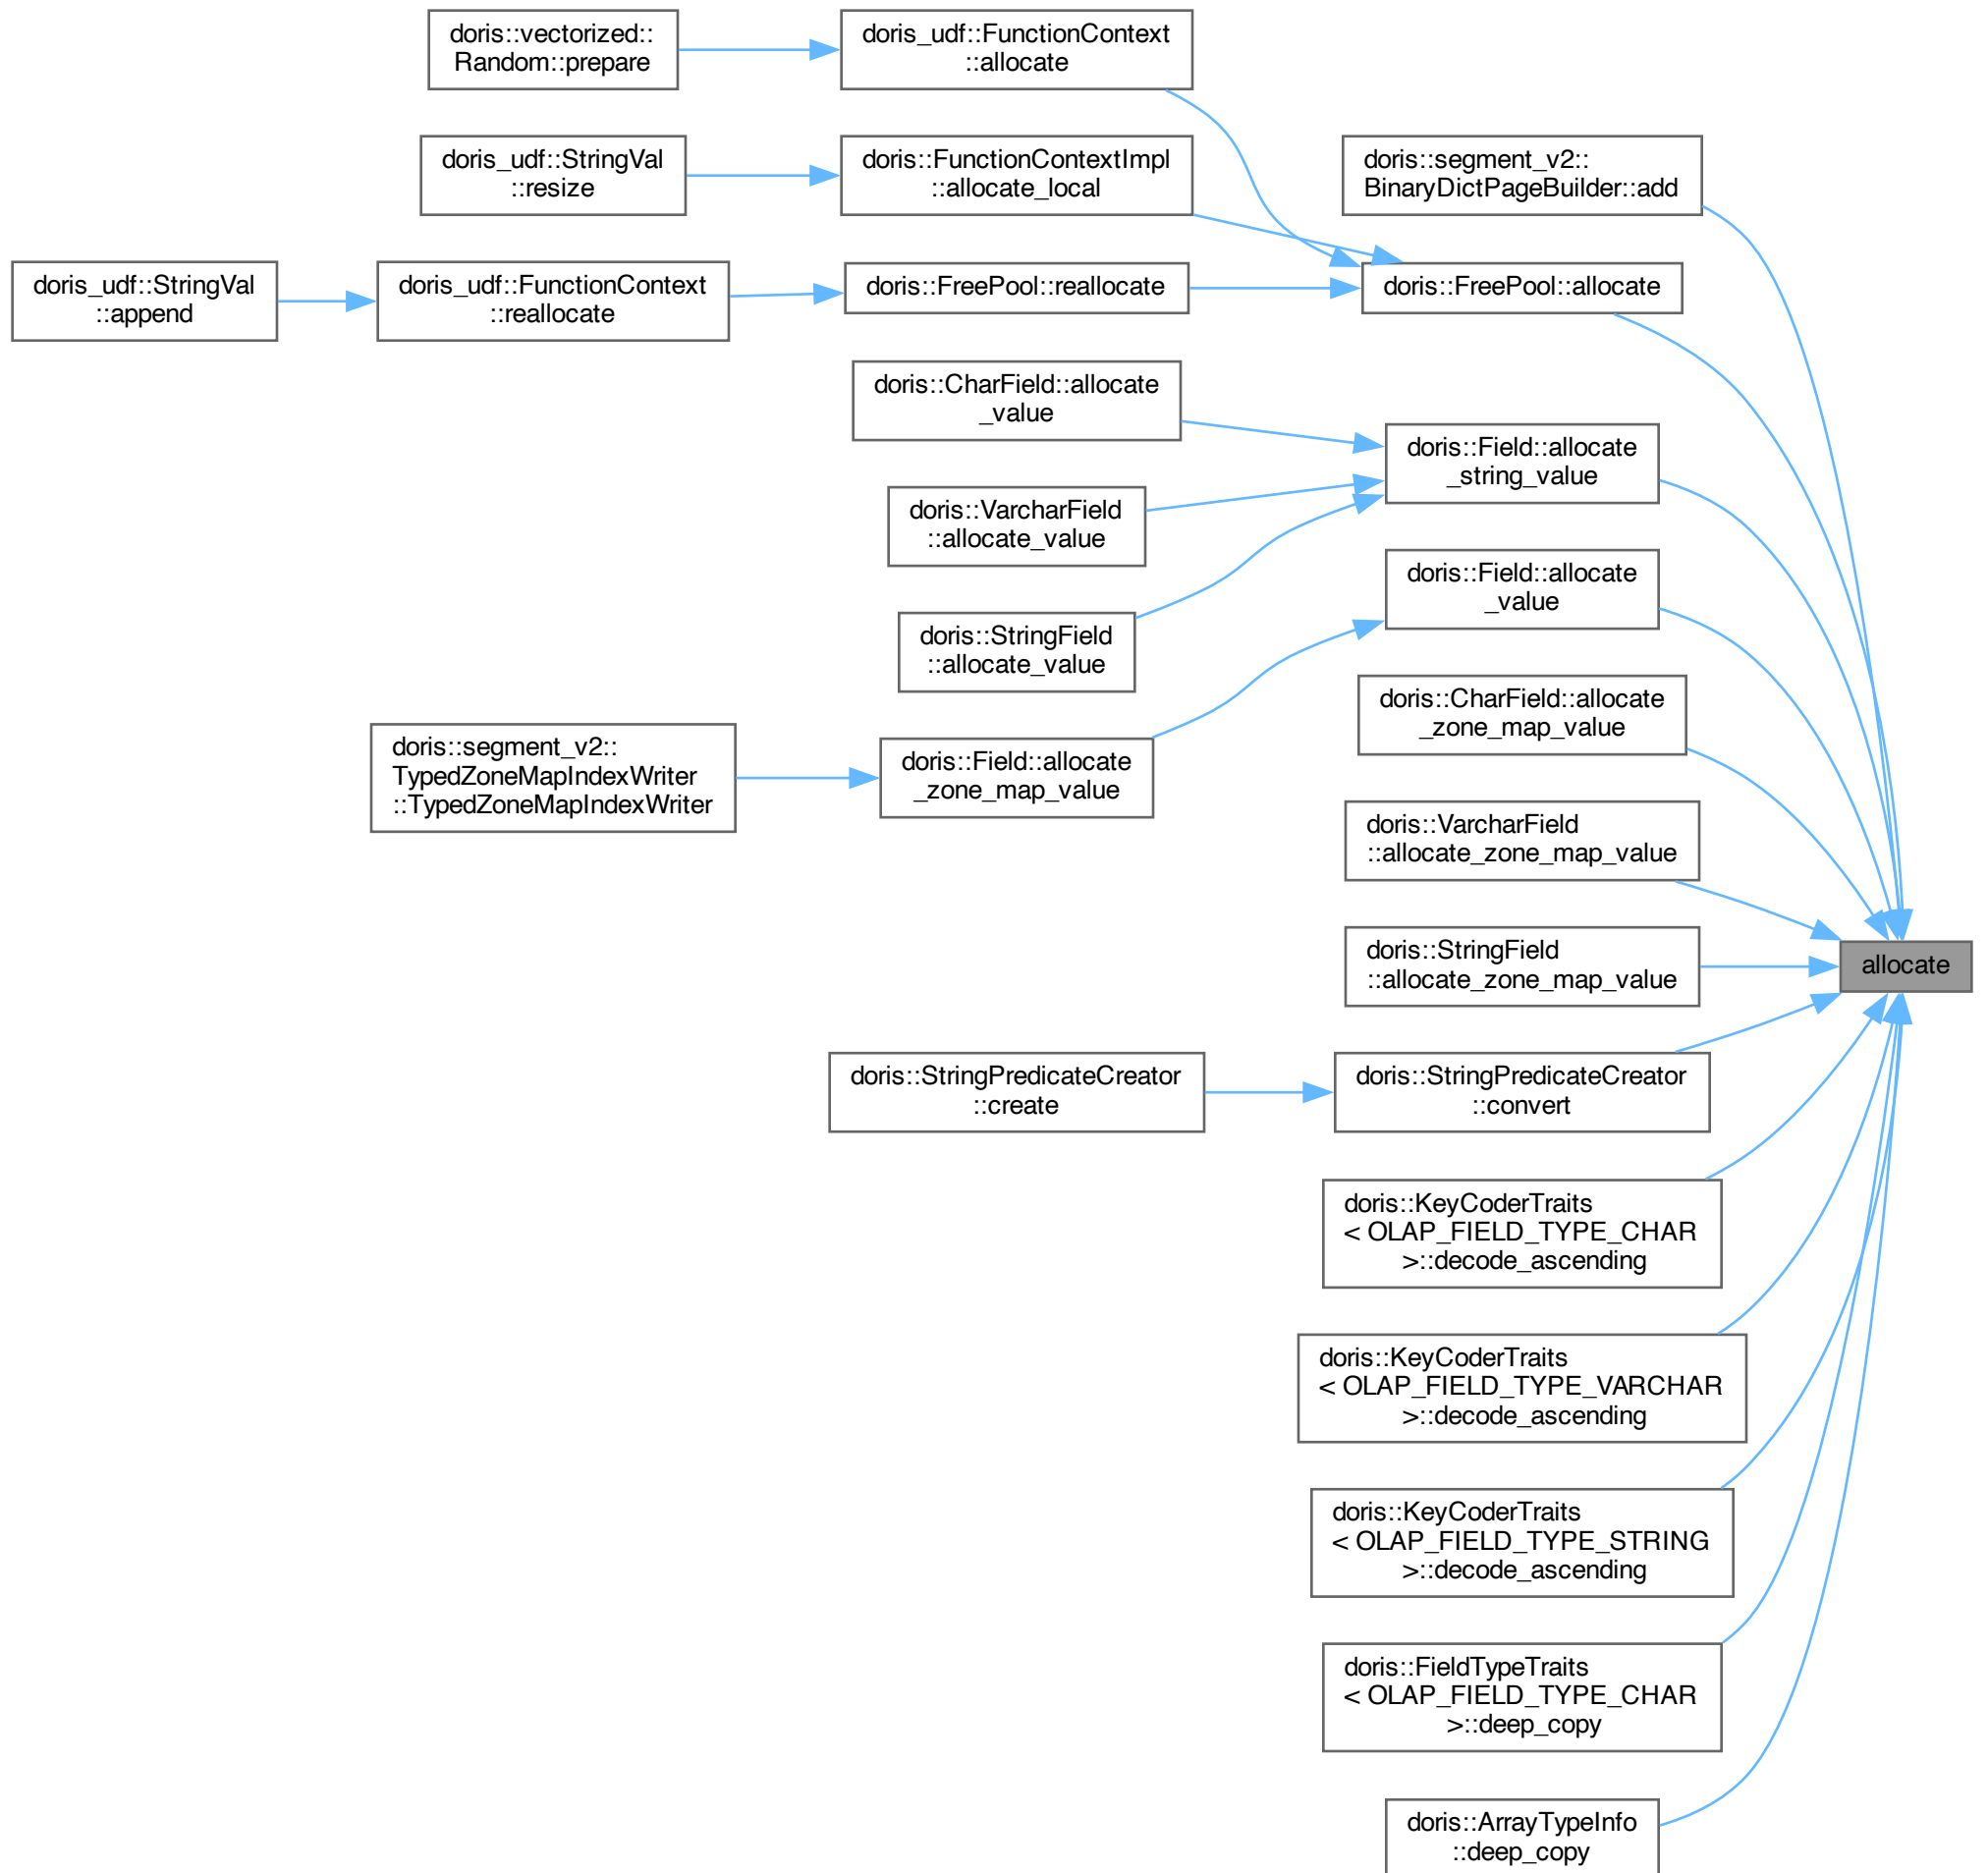 doris::vectorized::
Random::prepare
doris_udf::FunctionContext
::allocate
doris_udf::StringVal
::resize
doris::FunctionContextImpl
::allocate_local
doris::segment_v2::
BinaryDictPageBuilder::add
doris_udf::StringVal
::append
doris_udf::FunctionContext
::reallocate
doris::FreePool::reallocate
doris::FreePool::allocate
doris::CharField::allocate
_value
doris::Field::allocate
_string_value
doris::VarcharField
::allocate_value
doris::Field::allocate
_value
doris::StringField
::allocate_value
doris::CharField::allocate
_zone_map_value
doris::segment_v2::
TypedZoneMapIndexWriter
::TypedZoneMapIndexWriter
doris::Field::allocate
_zone_map_value
doris::VarcharField
::allocate_zone_map_value
doris::StringField
::allocate_zone_map_value
allocate
doris::StringPredicateCreator
::create
doris::StringPredicateCreator
::convert
doris::KeyCoderTraits
< OLAP_FIELD_TYPE_CHAR
>::decode_ascending
doris::KeyCoderTraits
< OLAP_FIELD_TYPE_VARCHAR
>::decode_ascending
doris::KeyCoderTraits
< OLAP_FIELD_TYPE_STRING
>::decode_ascending
doris::FieldTypeTraits
< OLAP_FIELD_TYPE_CHAR
>::deep_copy
doris::ArrayTypeInfo
::deep_copy